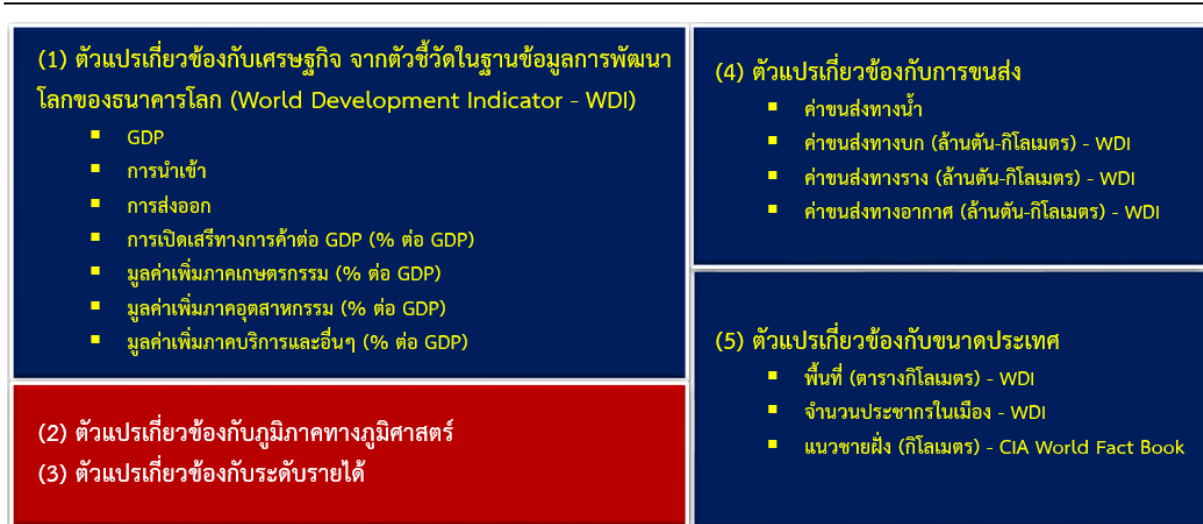 (1) ตัวแปรเกี่ยวข้องกับเศรษฐกิจ จากตัวชี้วัดในฐานข้อมูลการพัฒนา
โลกของธนาคารโลก (World Development Indicator - WDI)
▪ GDP
▪ การนำเข้า
▪ การส่งออก
▪ การเปิดเสรีทางการค้าต่อ GDP (% ต่อ GDP)
▪ มูลค่าเพิ่มภาคเกษตรกรรม (% ต่อ GDP)
▪ มูลค่าเพิ่มภาคอุตสาหกรรม (% ต่อ GDP)
▪ มูลค่าเพิ่มภาคบริการและอื่นๆ (% ต่อ GDP)
(2) ตัวแปรเกี่ยวข้องกับภูมิภาคทางภูมิศาสตร์
(3) ตัวแปรเกี่ยวข้องกับระดับรายได้
(4) ตัวแปรเกี่ยวข้องกับการขนส่ง
▪ ค่าขนส่งทางน้ำ
▪ ค่าขนส่งทางบก (ล้านตัน-กิโลเมตร) - WDI
▪ ค่าขนส่งทางราง (ล้านตัน-กิโลเมตร) - WDI
▪ ค่าขนส่งทางอากาศ (ล้านตัน-กิโลเมตร) - WDI
(5) ตัวแปรเกี่ยวข้องกับขนาดประเทศ
▪ พื้นที่ (ตารางกิโลเมตร) - WDI
▪ จำนวนประชากรในเมือง - WDI
▪ แนวชายฝั่ง (กิโลเมตร) - CIA World Fact Book